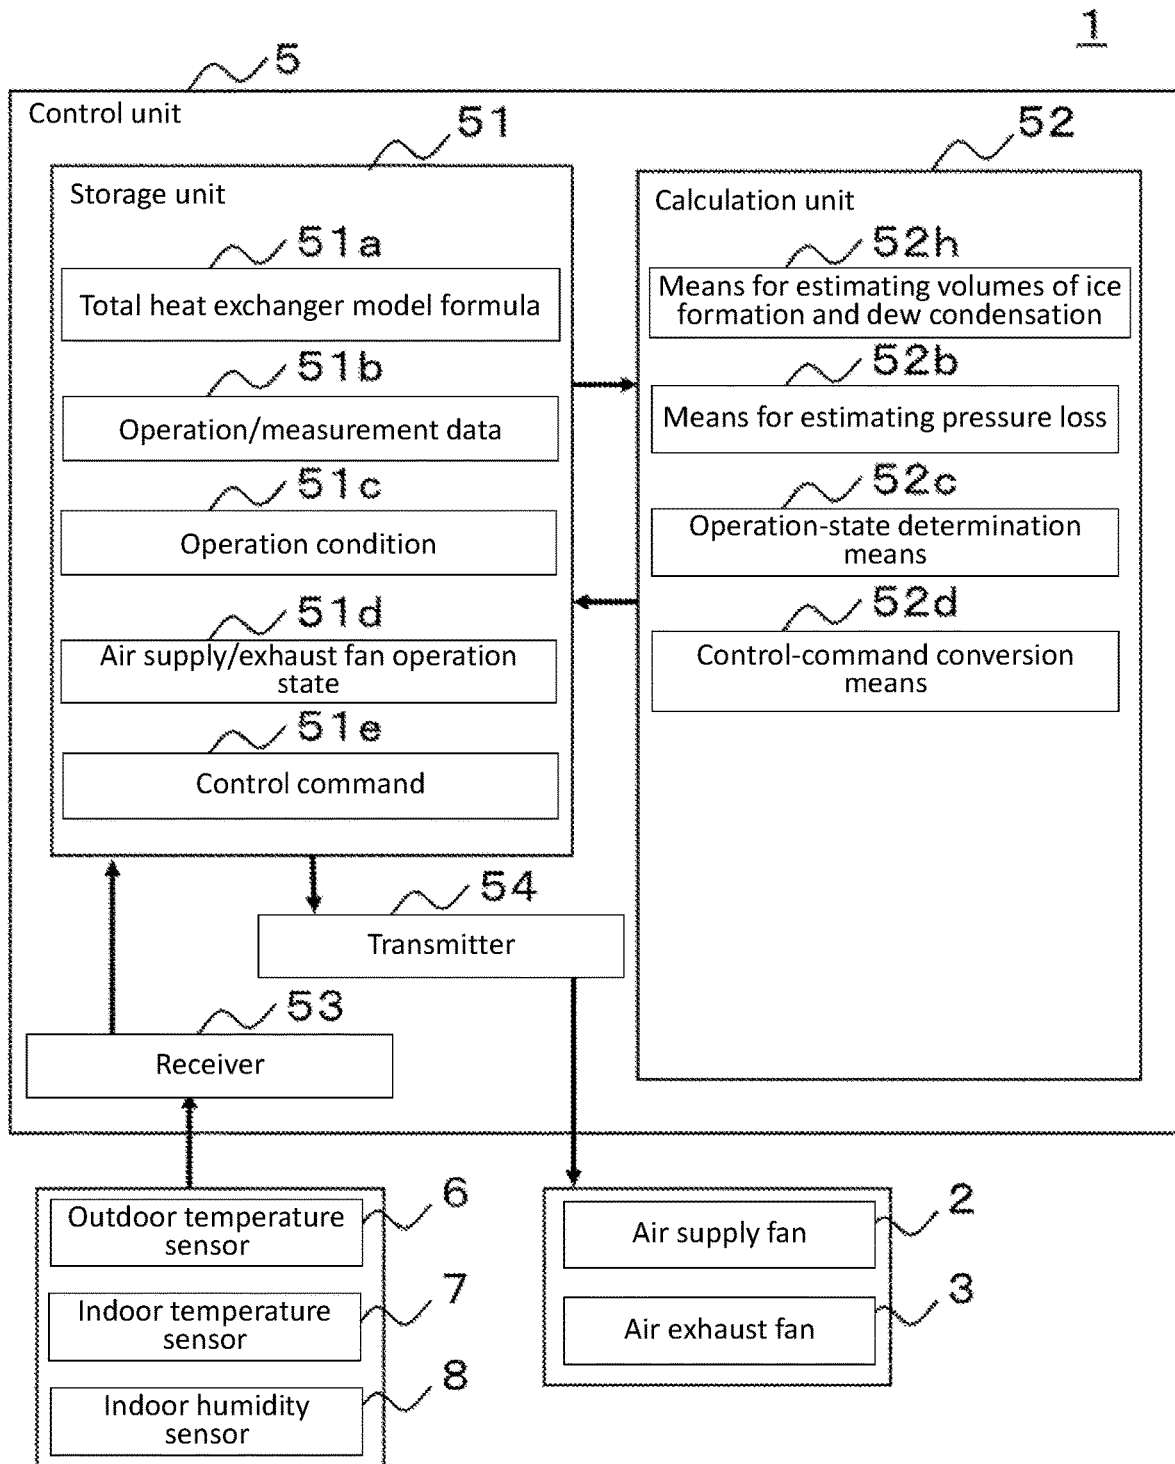 1
5
Control unit
51
Storage unit
51a
Total heat exchanger model formula
51b
Operation/measurement data
51c
Operation condition
51d
Air supply/exhaust fan operation
state
51e
Control command
52
Calculation unit
52h
Means for estimating volumes of ice
formation and dew condensation
52b
Means for estimating pressure loss
52c
Operation-state determination
means
52d
Control-command conversion
means
54
Transmitter
53
Receiver
6
Outdoor temperature
sensor
7
Indoor temperature
sensor
8
Indoor humidity
sensor
2
Air supply fan
3
Air exhaust fan